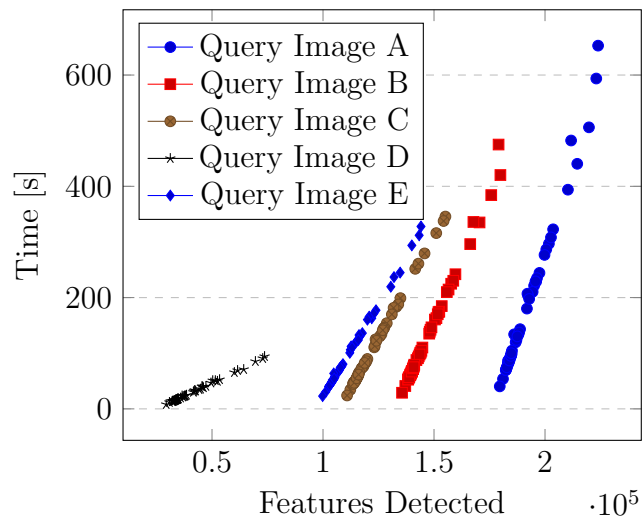 Query Image A
Query Image B
Query Image C
Query Image D
Query Image E
600
400
200
0
Time [s]
0.5 1 1.5 2
Features Detected ·10^5